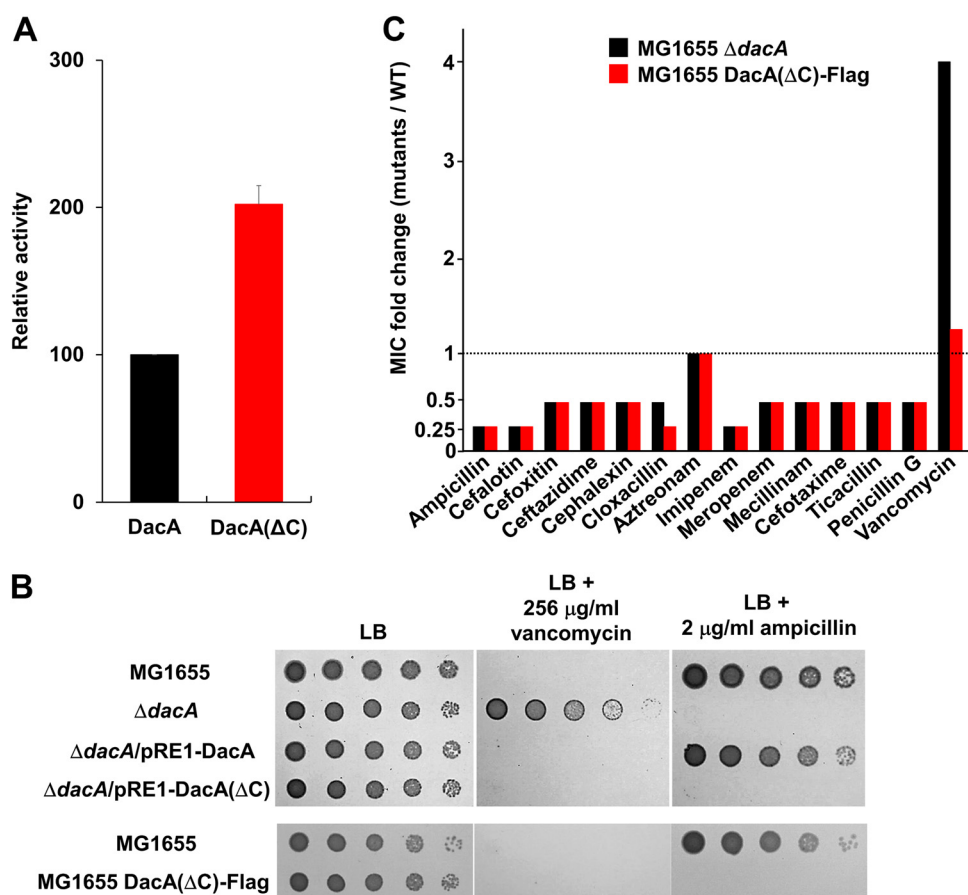 A
300
200
100
0
Relative activity
DacA
DacA(ΔC)
C
MG1655 ΔdacA
MG1655 DacA(ΔC)-Flag
MIC fold change (mutants / WT)
4
3
2
1
0.5
0.25
0
Ampicillin
Cefalotin
Cefoxitin
Ceftazidime
Cephalexin
Cloxacillin
Aztreonam
Imipenem
Meropenem
Mecillinam
Cefotaxime
Ticacillin
Penicillin G
Vancomycin
B
LB
LB +
256 μg/ml
vancomycin
LB +
2 μg/ml ampicillin
MG1655
ΔdacA
ΔdacA/pRE1-DacA
ΔdacA/pRE1-DacA(ΔC)
MG1655
MG1655 DacA(ΔC)-Flag